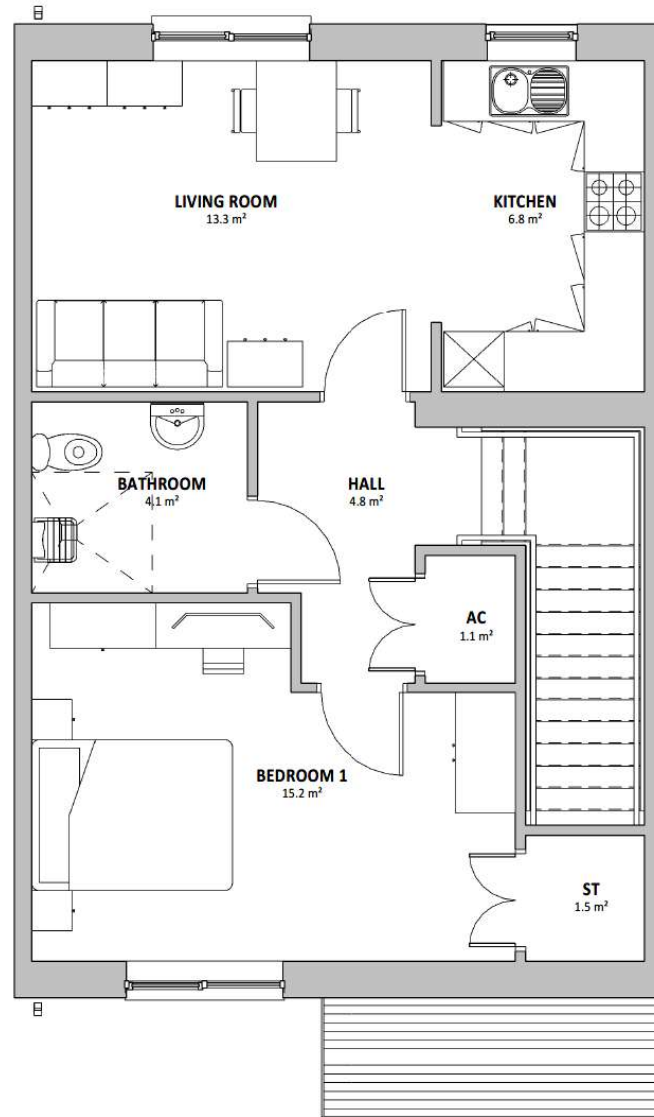 LIVING ROOM
13.3 m²
KITCHEN
6.8 m²
BATHROOM
4.1 m²
HALL
4.8 m²
AC
1.1 m²
BEDROOM 1
15.2 m²
ST
1.5 m²